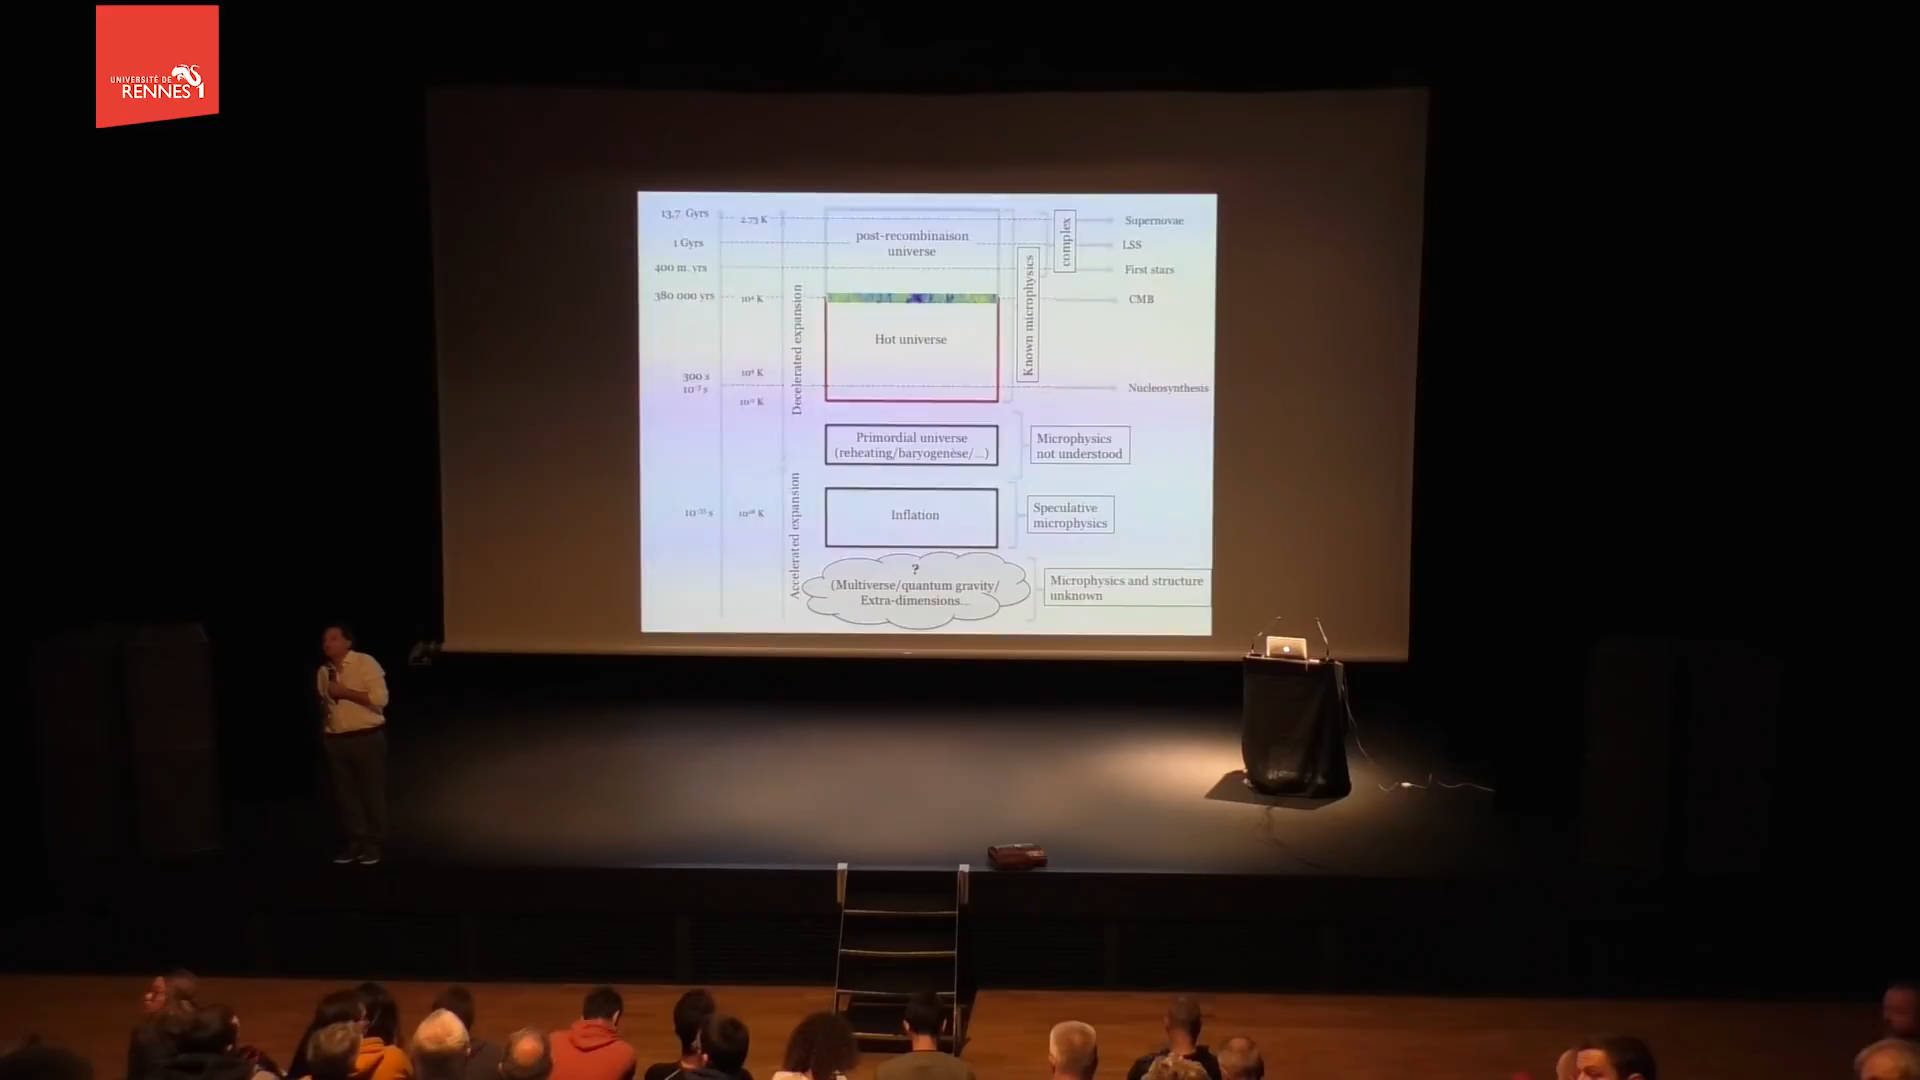 UNIVERSITÉ DE
RENNES 1
13,7 Gyrs
2.73 K
post-recombinaison
universe
complex
Supernovae
1 Gyrs
LSS
400 m. yrs
First stars
380 000 yrs
CMB
Decelerated expansion
Hot universe
Known microphysics
300 s
Nucleosynthesis
Primordial universe
(reheating/baryogenèse/...)
Microphysics
not understood
Accelerated expansion
Inflation
Speculative
microphysics
?
(Multiverse/quantum gravity/
Extra-dimensions...
Microphysics and structure
unknown